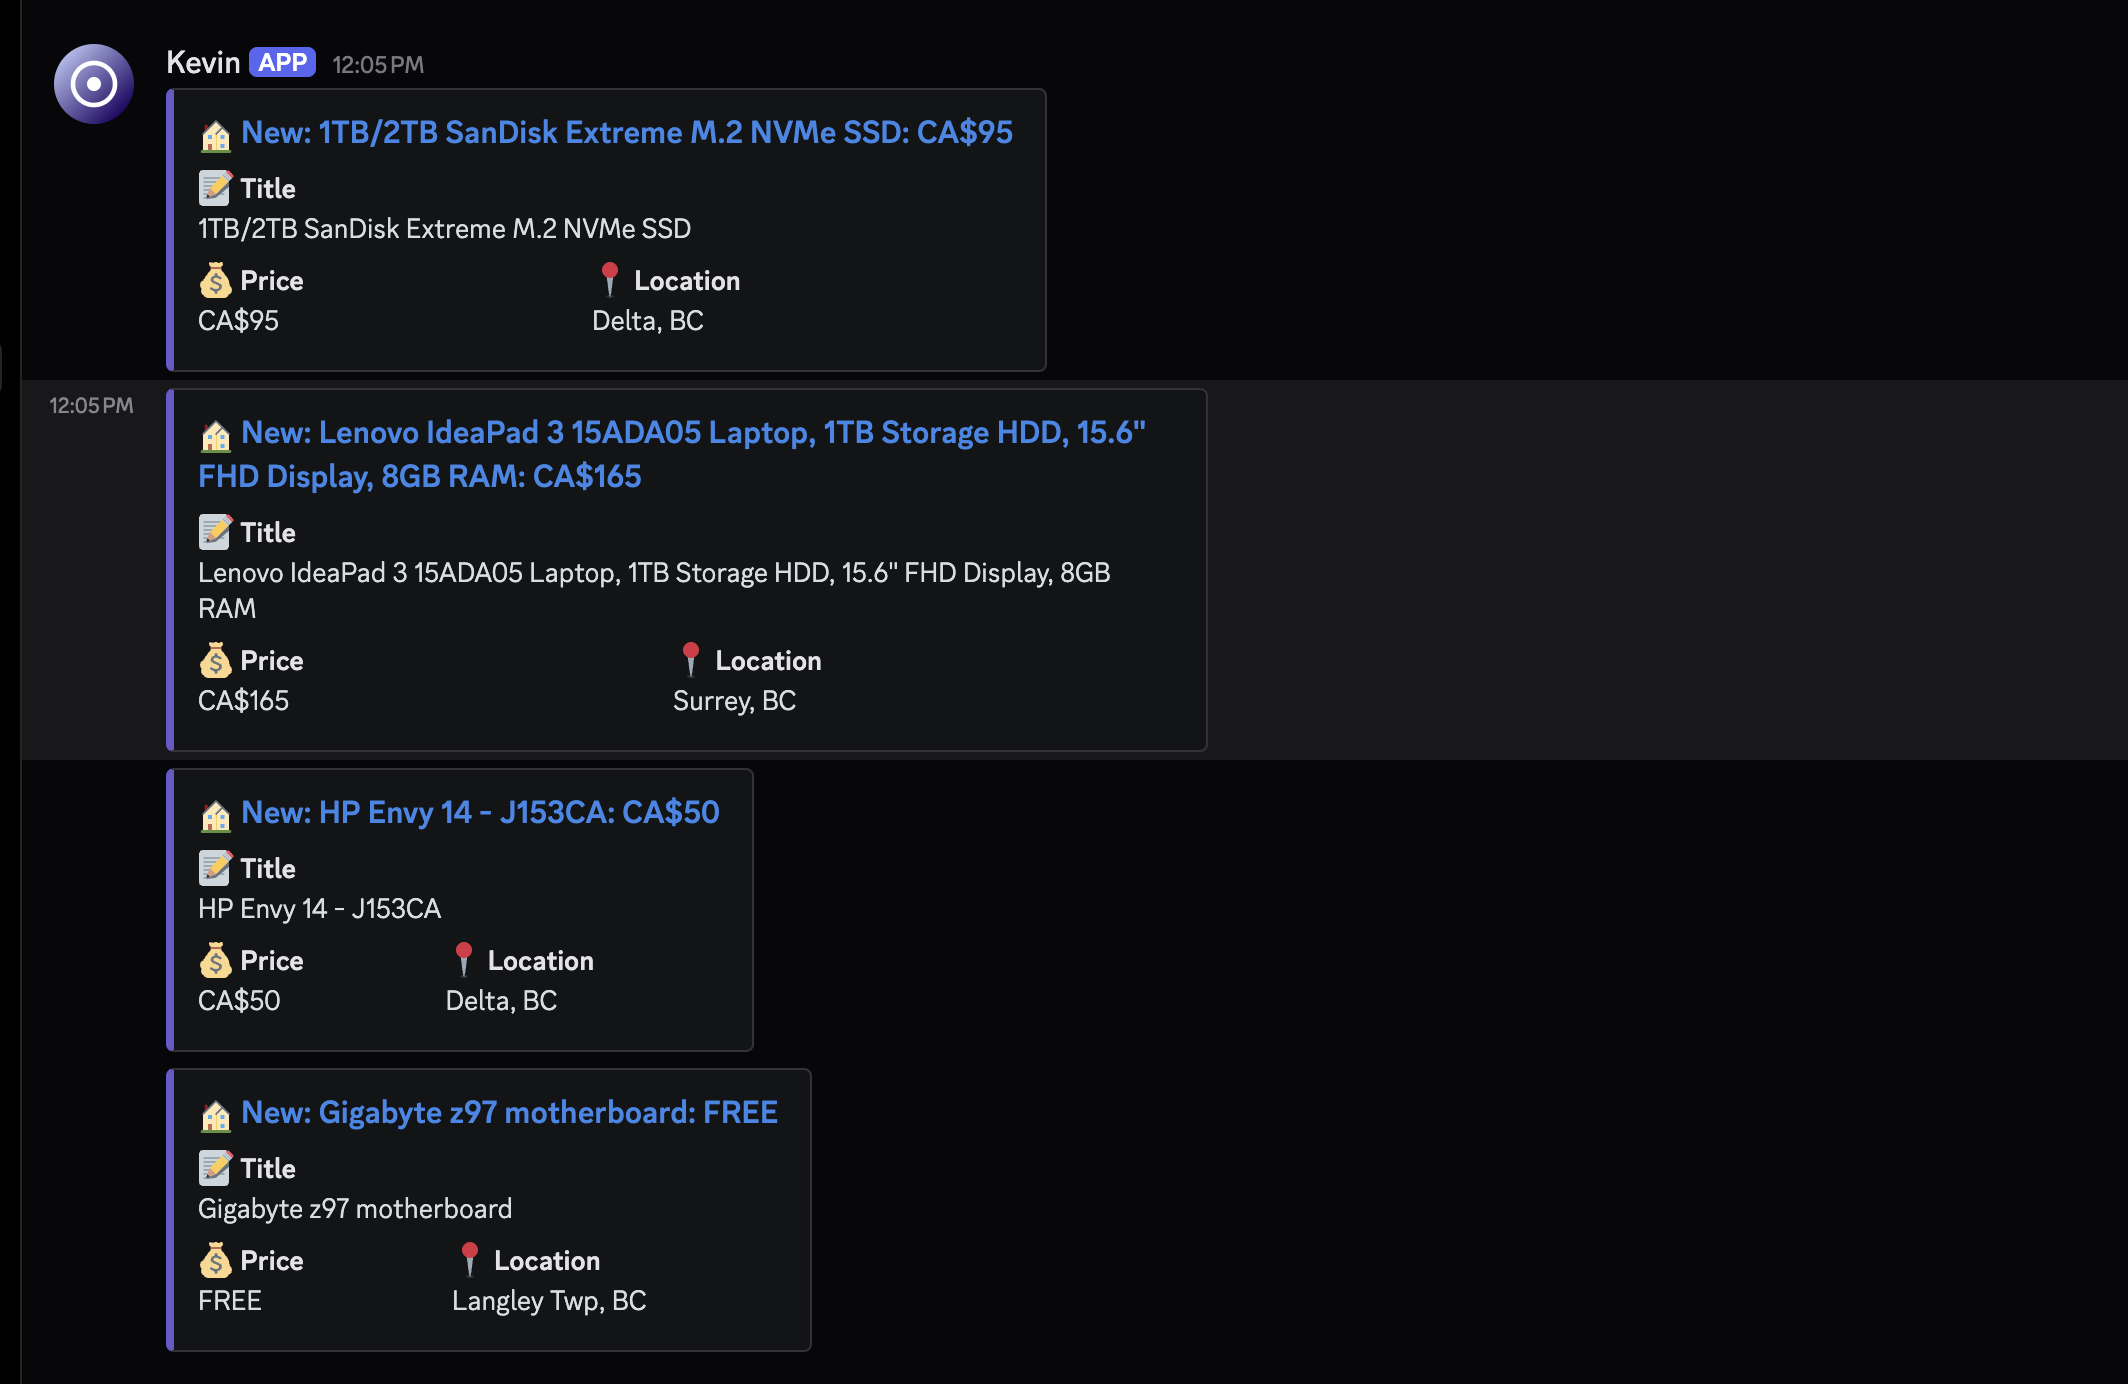 Kevin APP 12:05 PM
New: 1TB/2TB SanDisk Extreme M.2 NVMe SSD: CA$95
Title
1TB/2TB SanDisk Extreme M.2 NVMe SSD
Price Location
CA$95 Delta, BC
12:05 PM
New: Lenovo IdeaPad 3 15ADA05 Laptop, 1TB Storage HDD, 15.6"
FHD Display, 8GB RAM: CA$165
Title
Lenovo IdeaPad 3 15ADA05 Laptop, 1TB Storage HDD, 15.6" FHD Display, 8GB
RAM
Price Location
CA$165 Surrey, BC
New: HP Envy 14 - J153CA: CA$50
Title
HP Envy 14 - J153CA
Price Location
CA$50 Delta, BC
New: Gigabyte z97 motherboard: FREE
Title
Gigabyte z97 motherboard
Price Location
FREE Langley Twp, BC